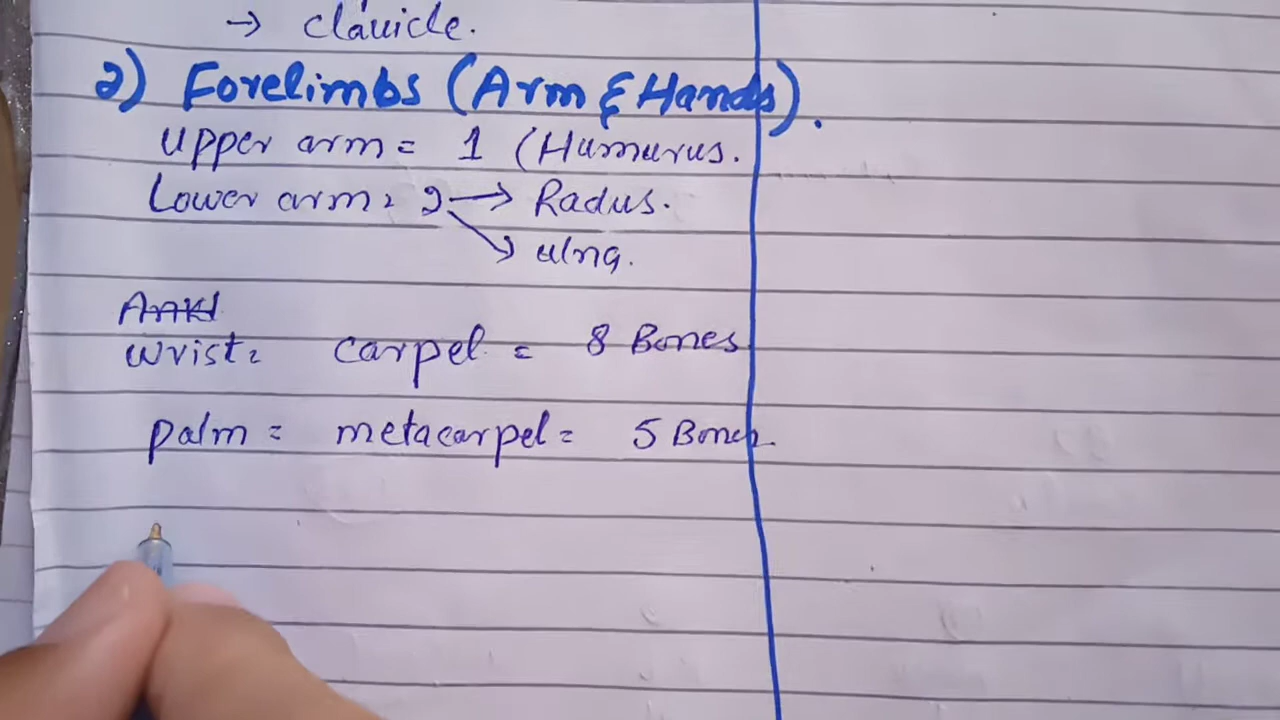 → clavicle.
2) Forelimbs (Arm & Hands).
Upper arm = 1 (Humurus.
Lower arm = 2 → Radus.
→ ulna.
Ankl
wrist = carpel = 8 Bones
palm = metacarpel = 5 Bones